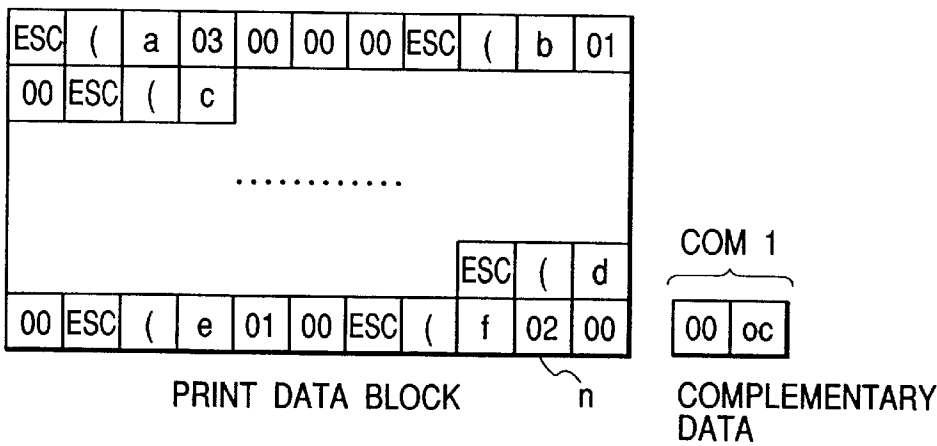 ESC ( a 03 00 00 00 ESC ( b 01
00 ESC ( c
............
ESC ( d
COM 1
00 ESC ( e 01 00 ESC ( f 02 00
00 oc
PRINT DATA BLOCK
n
COMPLEMENTARY
DATA